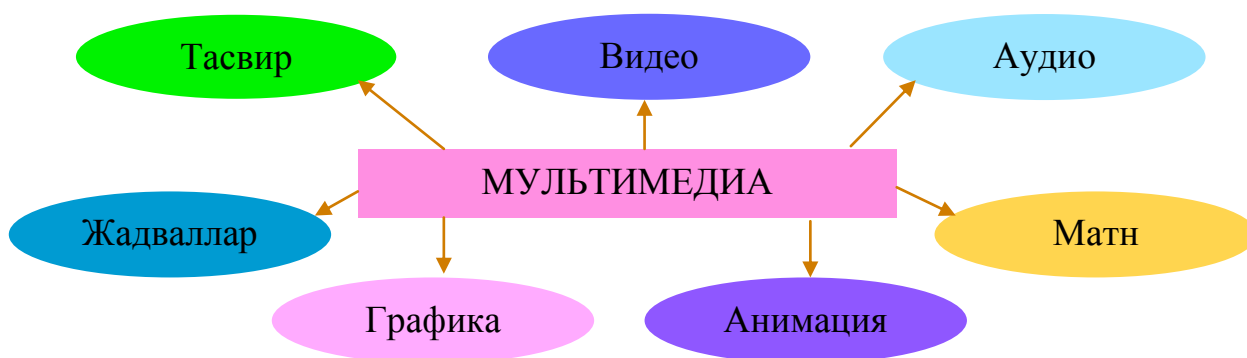 Тасвир
Видео
Аудио
МУЛЬТИМЕДИА
Жадваллар
Матн
Графика
Анимация